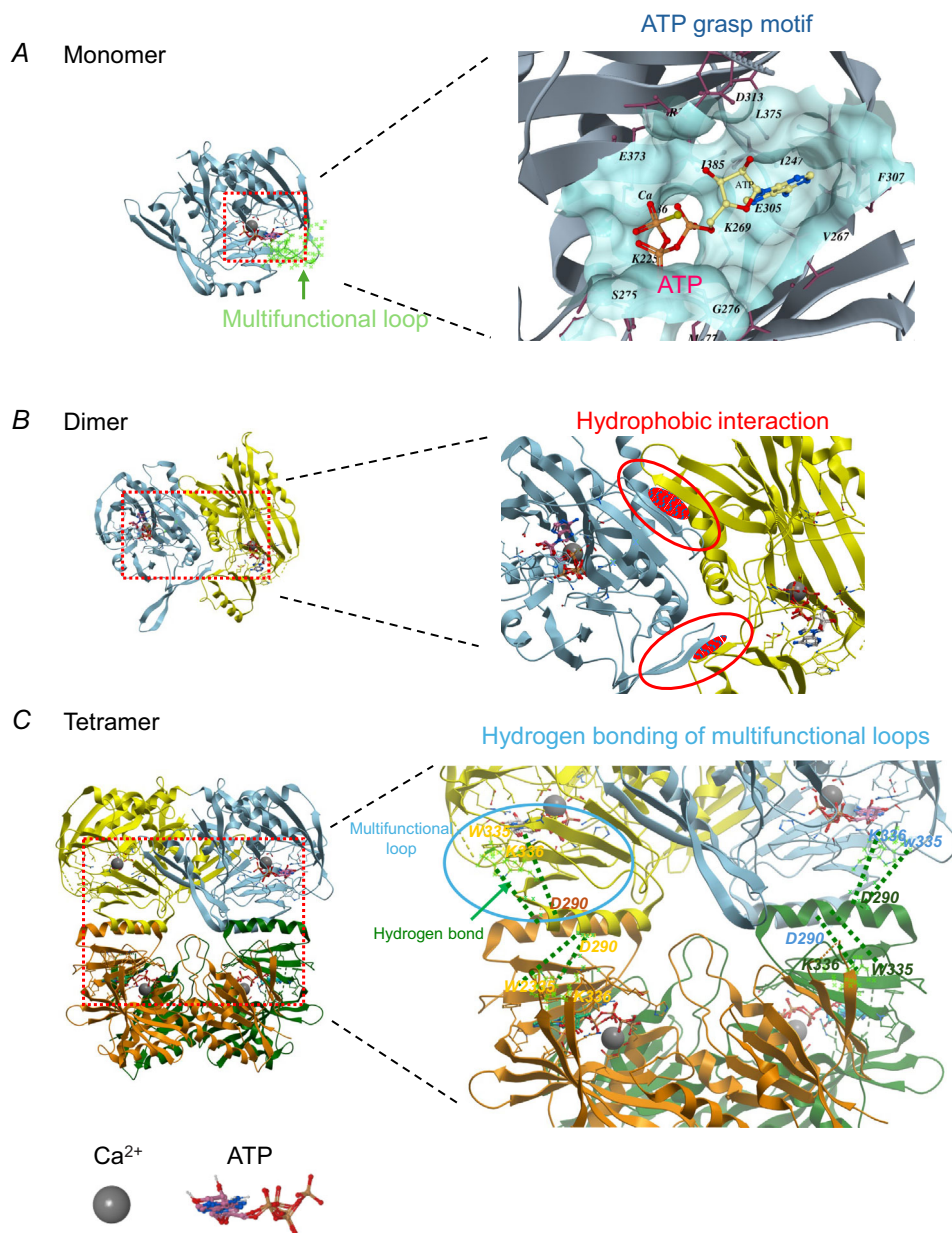 ATP grasp motif
A Monomer
D313
L375
E373
I385
I247
F307
ATP
Ca
E305
K269
V267
K225
ATP
S275
G276
Multifunctional loop
B Dimer
Hydrophobic interaction
C Tetramer
Hydrogen bonding of multifunctional loops
Multifunctional
loop
W335
K336
K336
w335
D290
D290
Hydrogen bond
D290
D290
K336
W335
K336
Ca²⁺
ATP